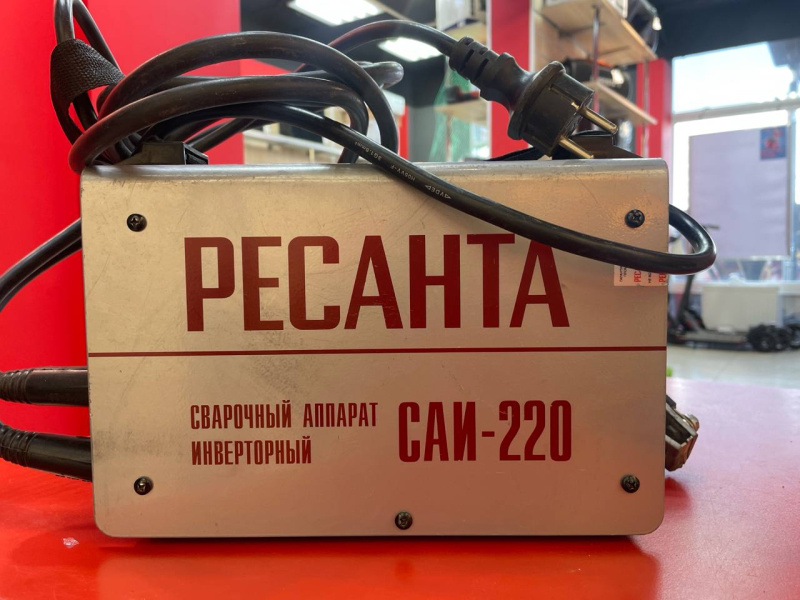 РЕСАНТА
СВАРОЧНЫЙ АППАРАТ
ИНВЕРТОРНЫЙ
САИ-220